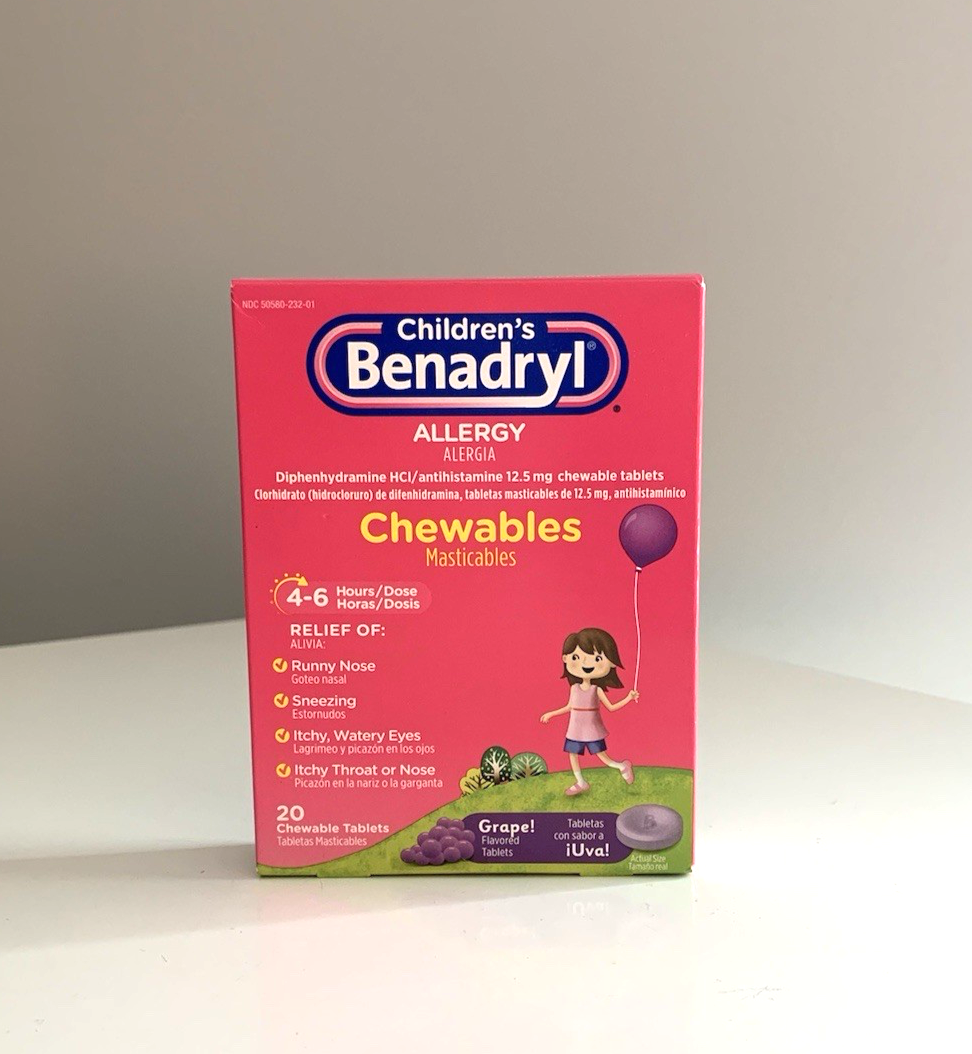 NDC 50580-232-01
Children's
Benadryl®
ALLERGY
ALERGIA
Diphenhydramine HCl/antihistamine 12.5 mg chewable tablets
Clorhidrato (hidrocloruro) de difenhidramina, tabletas masticables de 12.5 mg, antihistamínico
Chewables
Masticables
4-6 Hours/Dose
Horas/Dosis
RELIEF OF:
ALIVIA:
Runny Nose
Goteo nasal
Sneezing
Estornudos
Itchy, Watery Eyes
Lagrimeo y picazón en los ojos
Itchy Throat or Nose
Picazón en la nariz o la garganta
20
Chewable Tablets
Tabletas Masticables
Grape!
Flavored
Tablets
Tabletas
con sabor a
¡Uva!
B
Actual Size
Tamaño real